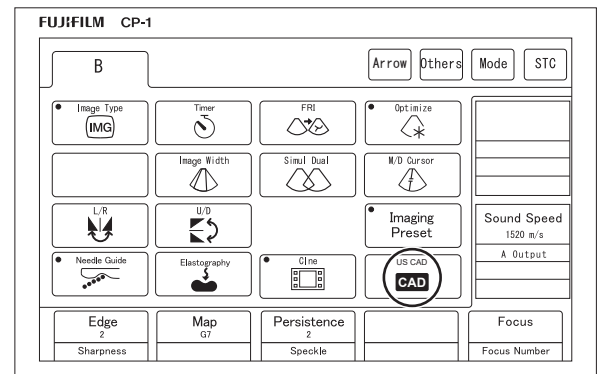 FUJIFILM CP-1
B
Arrow Others Mode STC
Image Type Timer FRI Optimize
IMG
Image Width Simul Dual M/D Cursor
L/R U/D Imaging
Preset
Sound Speed
1520 m/s
A Output
Needle Guide Elastography Cine US CAD
CAD
Edge Map Persistence Focus
2 G7 2
Sharpness Speckle Focus Number